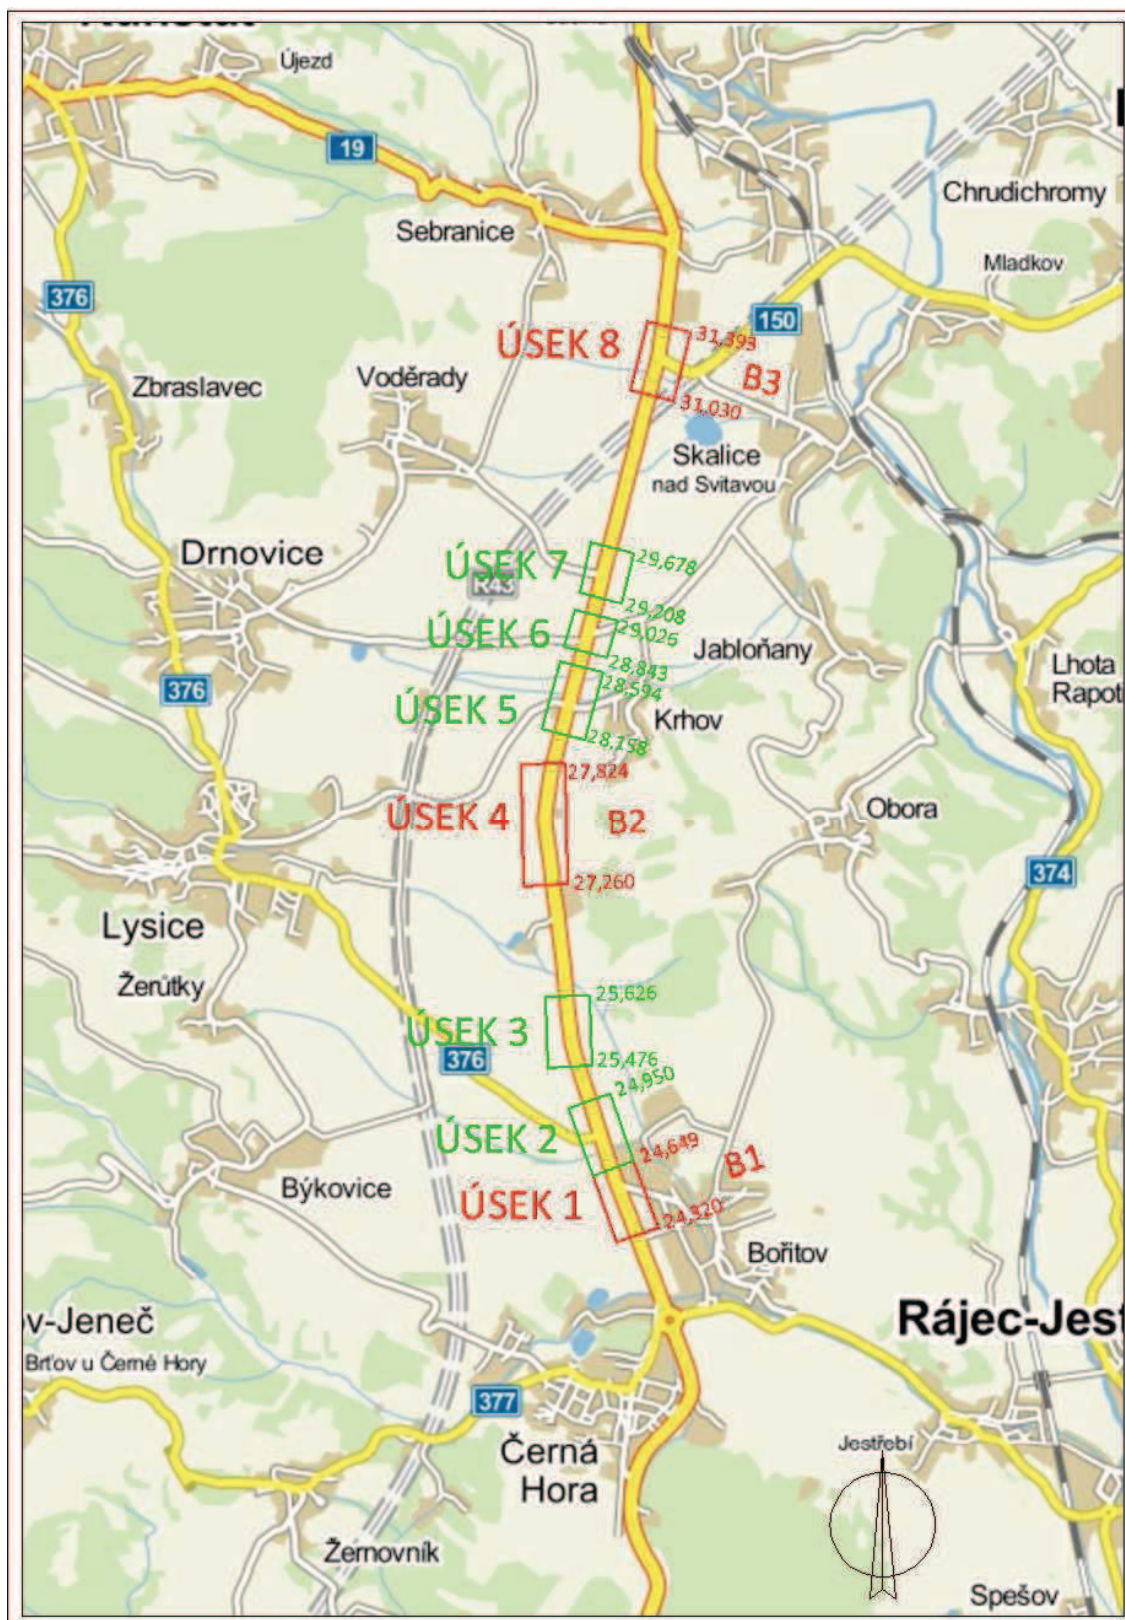 Újezd
19
Chrudichromy
Sebranice
Mladkov
376
150
ÚSEK 8
31,393
Zbraslavec
Voděrady
B3
31,030
Skalice
nad Svitavou
Drnovice
ÚSEK 7
29,678
R43
29,208
ÚSEK 6
29,026
Jabloňany
28,843
Lhota
Rapoti
376
28,594
ÚSEK 5
Krhov
28,158
27,824
ÚSEK 4
B2
Obora
27,260
374
Lysice
Žerůtky
25,626
ÚSEK 3
376
25,476
24,950
ÚSEK 2
24,649
B1
Býkovice
ÚSEK 1
24,320
Bořitov
v-Jeneč
Rájec-Jest
Brťov u Černé Hory
377
Černá
Hora
Jestřebí
Žernovník
Spešov